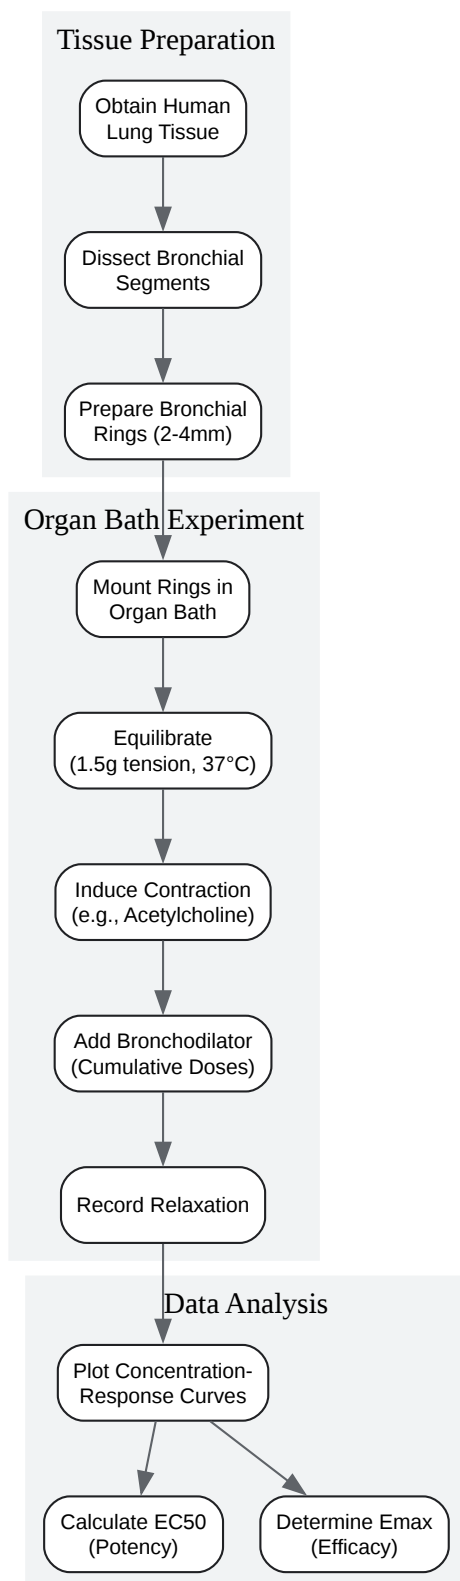 Tissue Preparation
Obtain Human
Lung Tissue
Dissect Bronchial
Segments
Prepare Bronchial
Rings (2-4mm)
Organ Bath Experiment
Mount Rings in
Organ Bath
Equilibrate
(1.5g tension, 37°C)
Induce Contraction
(e.g., Acetylcholine)
Add Bronchodilator
(Cumulative Doses)
Record Relaxation
Data Analysis
Plot Concentration-
Response Curves
Calculate EC50
(Potency)
Determine Emax
(Efficacy)